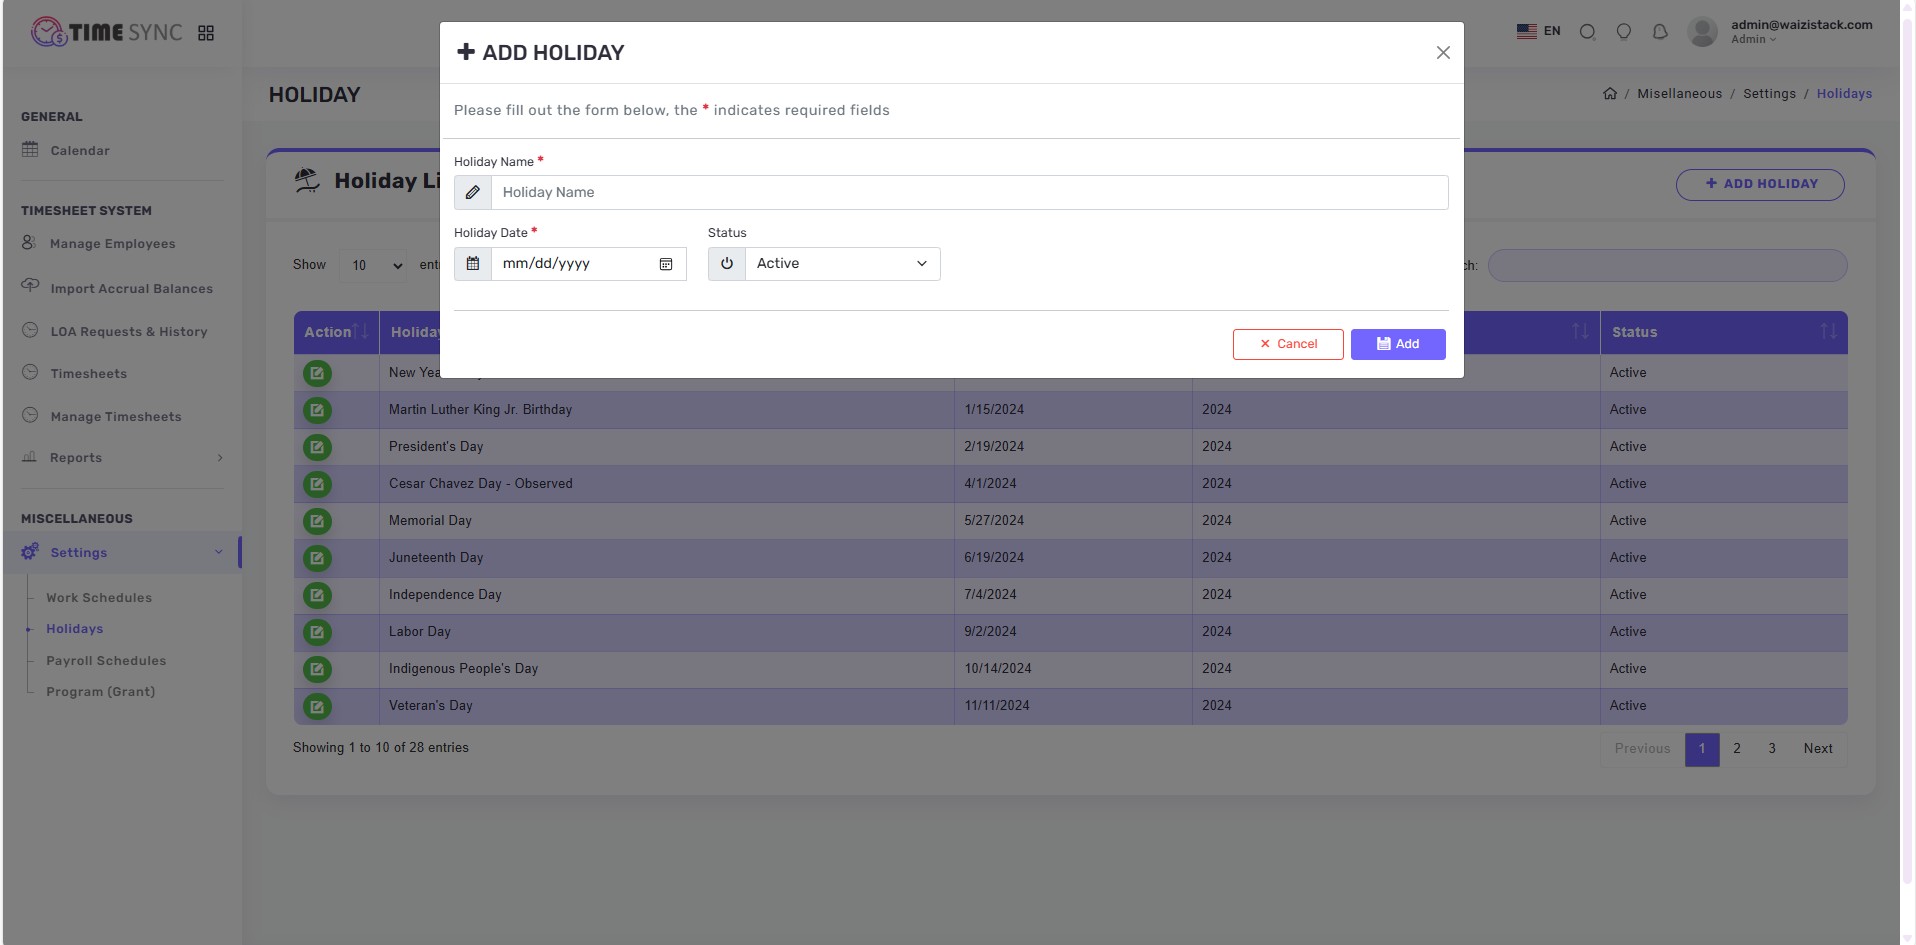 TIME SYNC
ADD HOLIDAY
EN
admin@waizistack.com
Admin
HOLIDAY
Misellaneous / Settings / Holidays
Please fill out the form below, the * indicates required fields
GENERAL
Calendar
TIMESHEET SYSTEM
Manage Employees
Import Accrual Balances
LOA Requests & History
Timesheets
Manage Timesheets
Reports
MISCELLANEOUS
Settings
Work Schedules
Holidays
Payroll Schedules
Program (Grant)
Holiday Name *
Holiday Name
Holiday Date * Status
mm/dd/yyyy Active
Cancel Add
Holiday Li
ADD HOLIDAY
Show 10 ent
ch:
Action Holiday Status
New Yea Active
Martin Luther King Jr. Birthday 1/15/2024 2024 Active
President's Day 2/19/2024 2024 Active
Cesar Chavez Day - Observed 4/1/2024 2024 Active
Memorial Day 5/27/2024 2024 Active
Juneteenth Day 6/19/2024 2024 Active
Independence Day 7/4/2024 2024 Active
Labor Day 9/2/2024 2024 Active
Indigenous People's Day 10/14/2024 2024 Active
Veteran's Day 11/11/2024 2024 Active
Showing 1 to 10 of 28 entries
Previous 1 2 3 Next